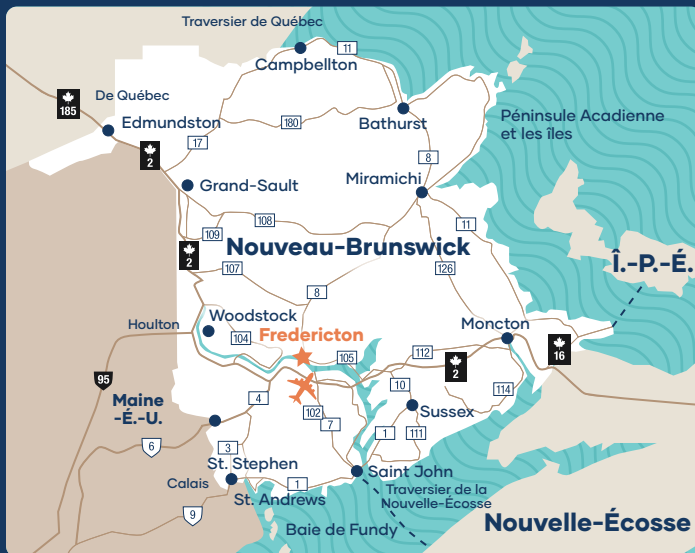 Traversier de Québec
11
Campbellton
185
De Québec
Edmundston
180
Bathurst
Péninsule Acadienne
et les îles
17
2
8
Miramichi
Grand-Sault
108
11
109
2
Nouveau-Brunswick
107
126
Î.-P.-É.
8
Woodstock
Houlton
104
Fredericton
Moncton
105
112
2
16
95
Maine
-É.-U.
4
10
114
102
7
Sussex
1
111
6
3
St. Stephen
Calais
1
Saint John
St. Andrews
Traversier de la
Nouvelle-Écosse
9
Baie de Fundy
Nouvelle-Écosse